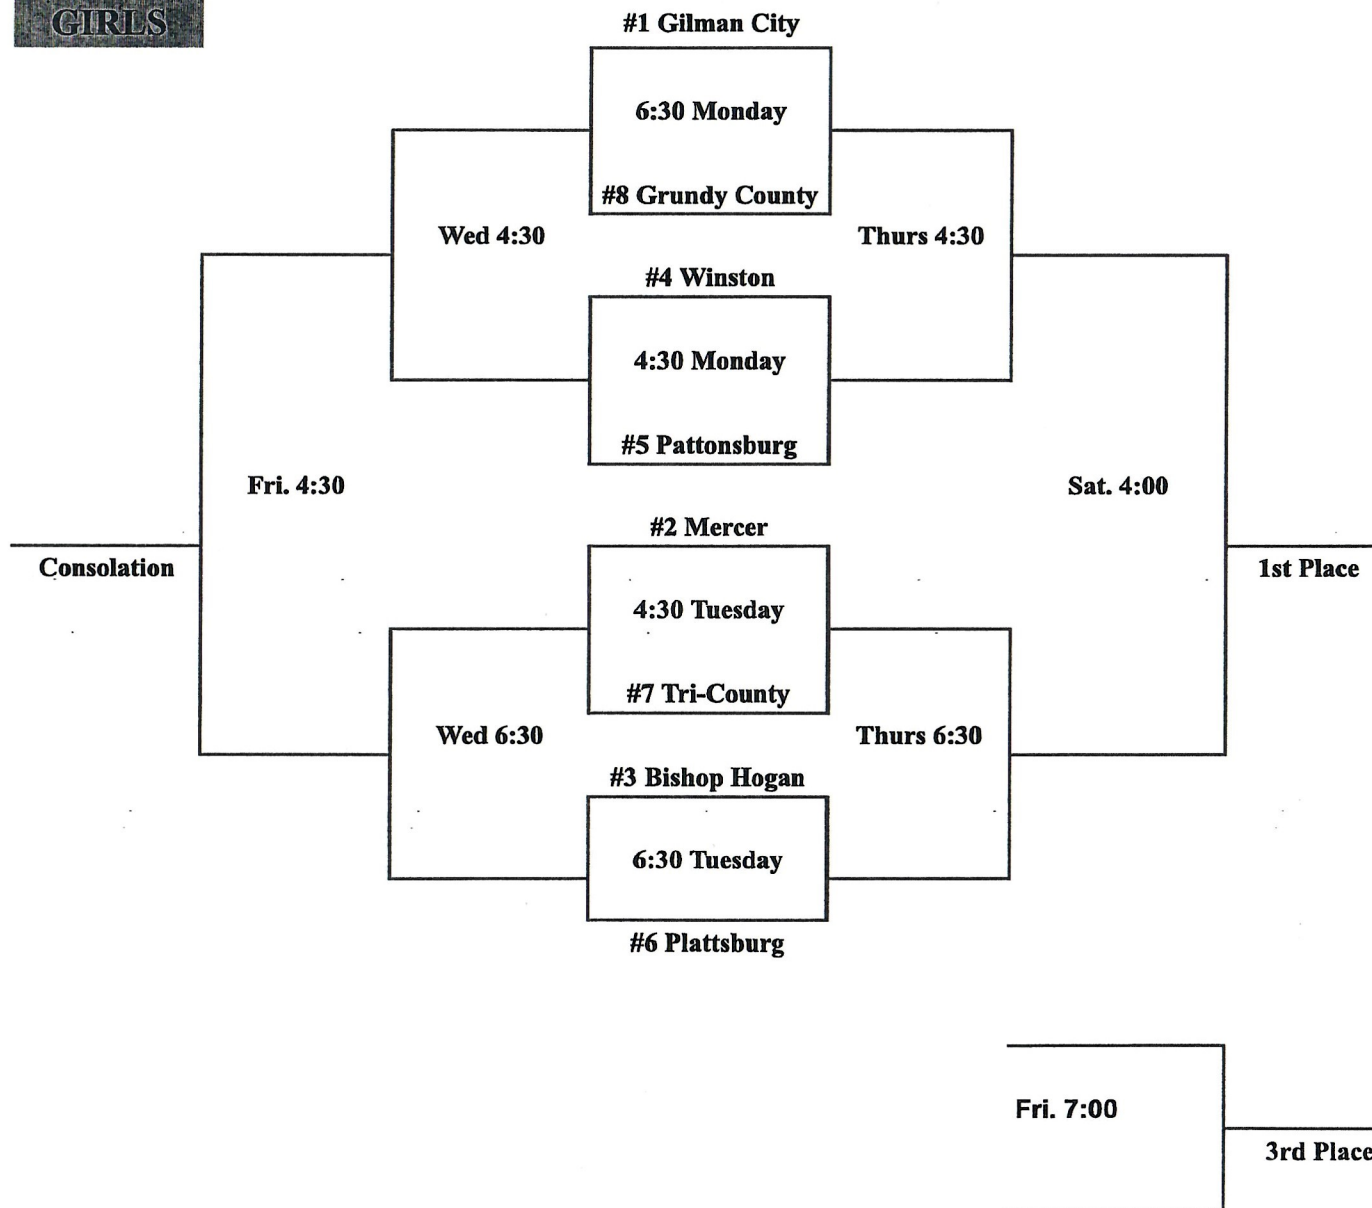 GIRLS
#1 Gilman City
6:30 Monday
#8 Grundy County
Wed 4:30
Thurs 4:30
#4 Winston
4:30 Monday
#5 Pattonsburg
Fri. 4:30
Sat. 4:00
#2 Mercer
Consolation
1st Place
4:30 Tuesday
#7 Tri-County
Wed 6:30
Thurs 6:30
#3 Bishop Hogan
6:30 Tuesday
#6 Plattsburg
Fri. 7:00
3rd Place